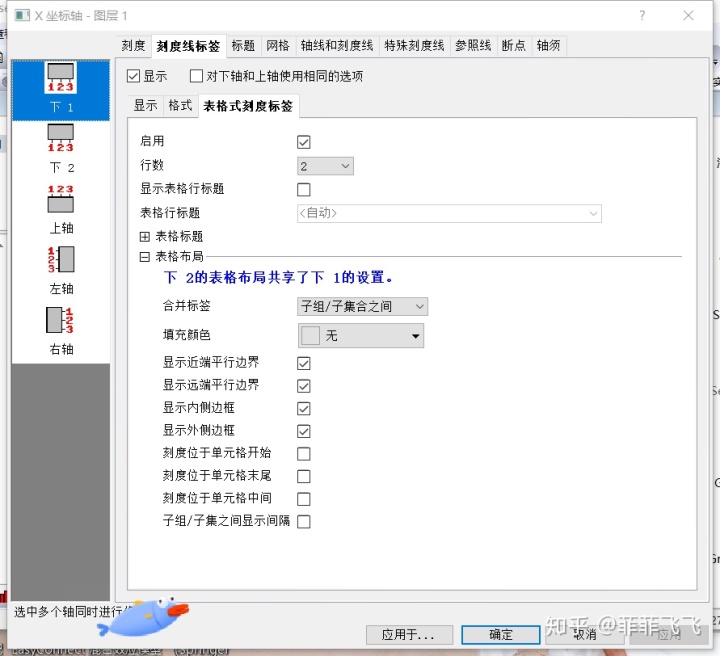 X 坐标轴 - 图层 1
刻度 刻度线标签 标题 网格 轴线和刻度线 特殊刻度线 参照线 断点 轴须
显示 对下轴和上轴使用相同的选项
显示 格式 表格式刻度标签
下 1
下 2
上轴
左轴
右轴
启用
行数 2
显示表格行标题
表格行标题 <自动>
表格标题
表格布局
下 2的表格布局共享了下 1的设置。
合并标签 子组/子集合之间
填充颜色 无
显示近端平行边界
显示远端平行边界
显示内侧边框
显示外侧边框
刻度位于单元格开始
刻度位于单元格末尾
刻度位于单元格中间
子组/子集之间显示间隔
选中多个轴同时进行
应用于... 确定 取消 应用
知乎 @菲菲飞飞